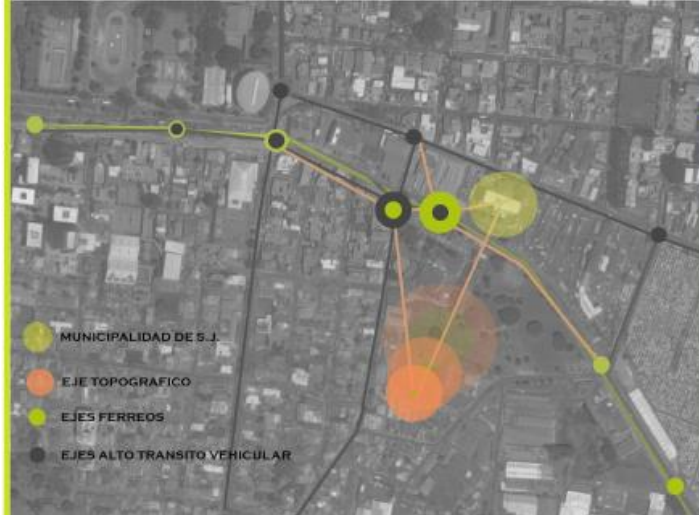 MUNICIPALIDAD DE S.J.
EJE TOPOGRAFICO
EJES FERREOS
EJES ALTO TRANSITO VEHICULAR